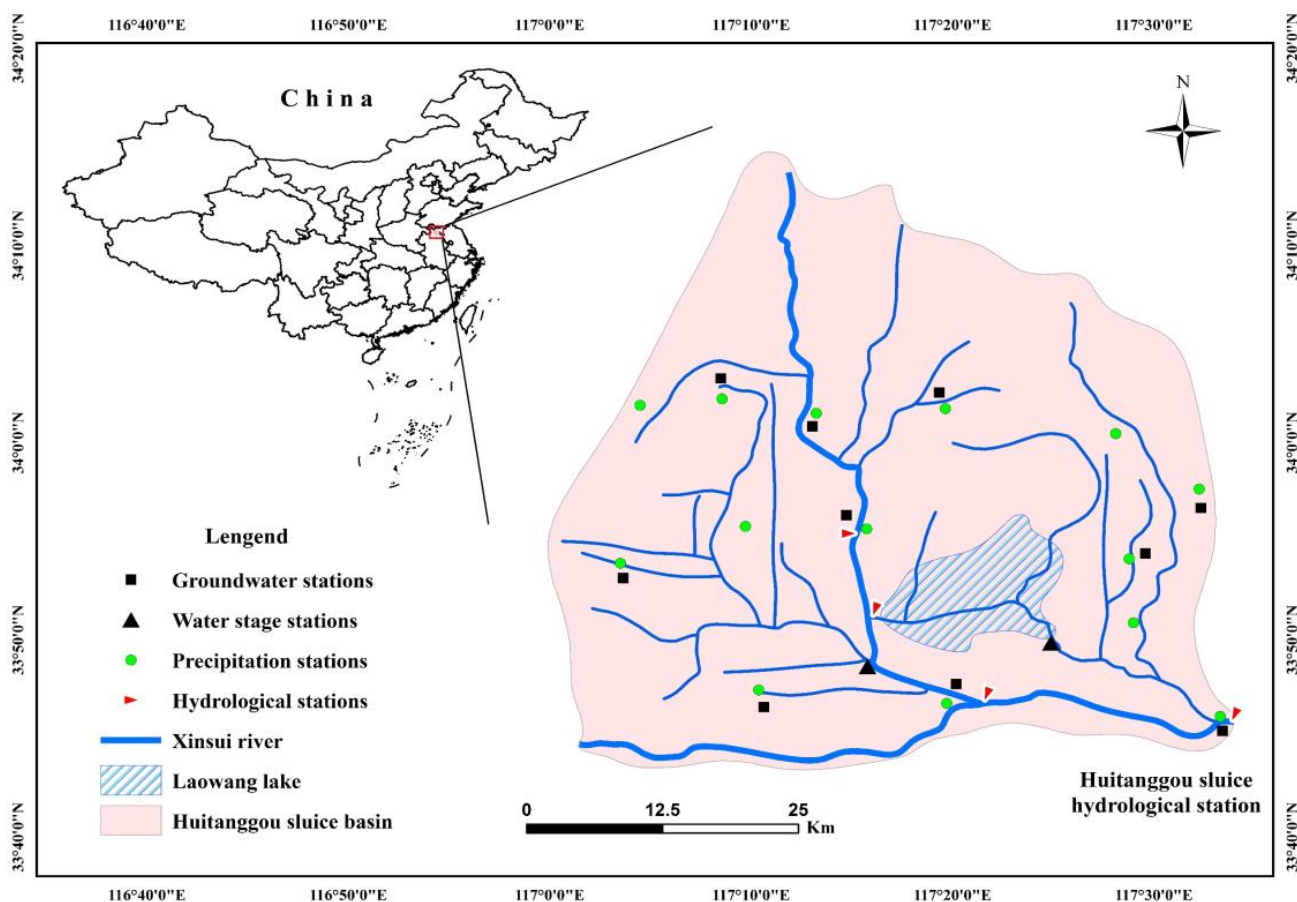 116°40'0"E 116°50'0"E 117°0'0"E 117°10'0"E 117°20'0"E 117°30'0"E
34°20'0"N
34°20'0"N
China
N
34°10'0"N
34°10'0"N
34°0'0"N
34°0'0"N
Lengend
Groundwater stations
Water stage stations
33°50'0"N
33°50'0"N
Precipitation stations
Hydrological stations
Xinsui river
Laowang lake
Huitanggou sluice basin
Huitanggou sluice
hydrological station
0 12.5 25
Km
33°40'0"N
33°40'0"N
116°40'0"E 116°50'0"E 117°0'0"E 117°10'0"E 117°20'0"E 117°30'0"E